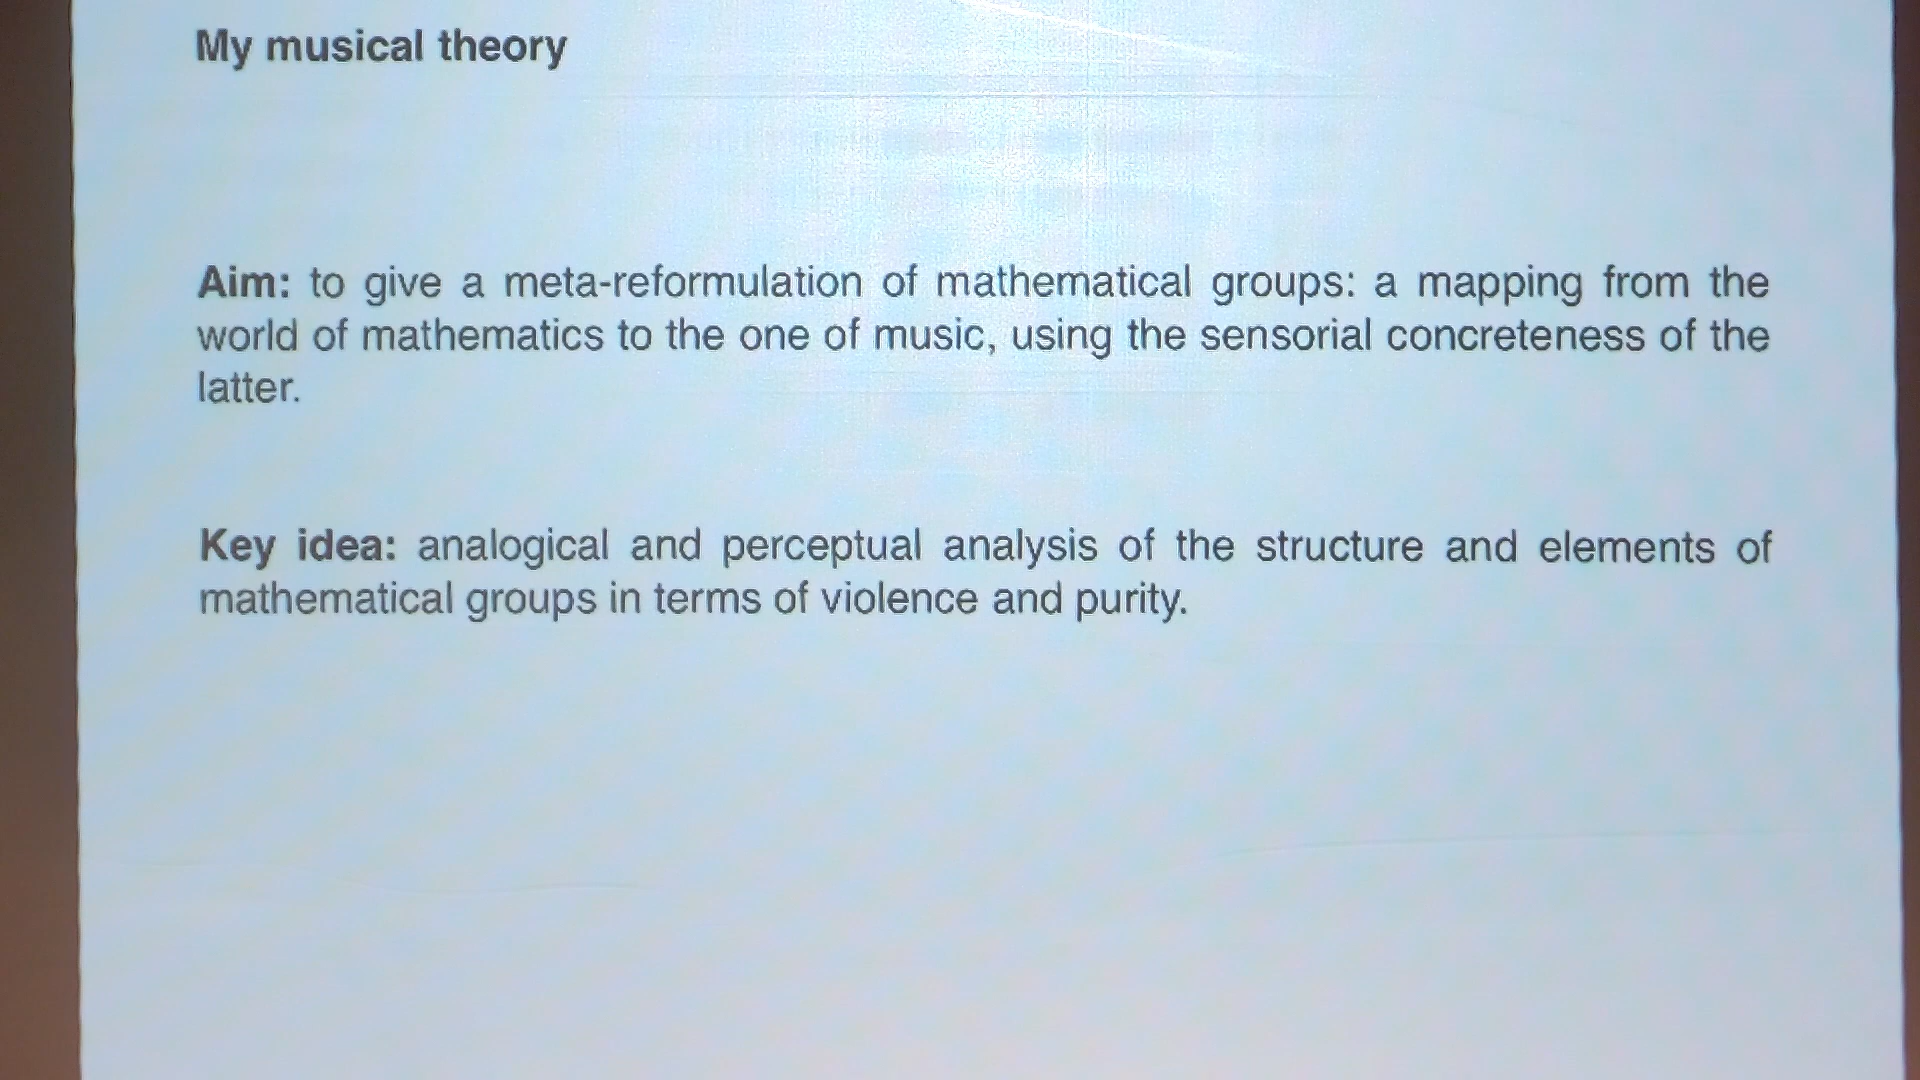 My musical theory
Aim: to give a meta-reformulation of mathematical groups: a mapping from the
world of mathematics to the one of music, using the sensorial concreteness of the
latter.
Key idea: analogical and perceptual analysis of the structure and elements of
mathematical groups in terms of violence and purity.